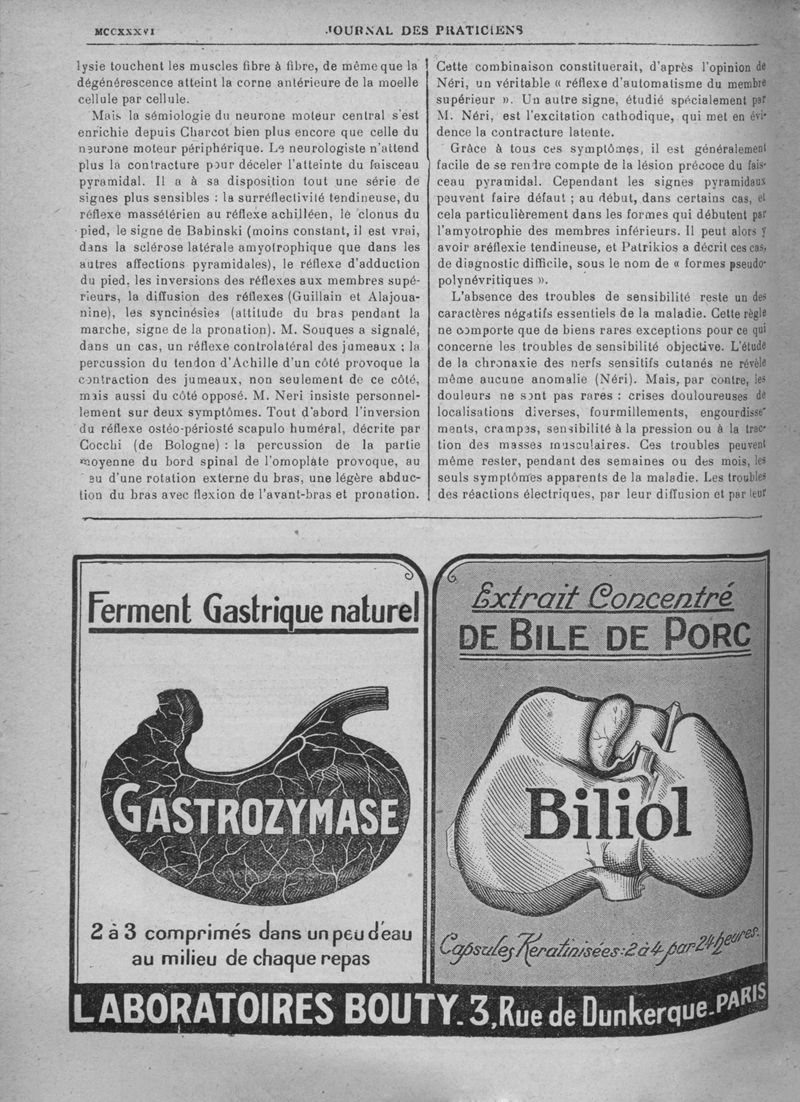 MCCXXXVI
JOURNAL DES PRATICIENS
lysie touchent les muscles fibre à fibre, de même que la
dégénérescence atteint la corne antérieure de la moelle
cellule par cellule.
Mais la sémiologie du neurone moteur central s'est
enrichie depuis Charcot bien plus encore que celle du
neurone moteur périphérique. Le neurologiste n'attend
plus la contracture pour déceler l'atteinte du faisceau
pyramidal. Il a à sa disposition tout une série de
signes plus sensibles : la surréflectivité tendineuse, du
réflexe massétérien au réflexe achilléen, le clonus du
pied, le signe de Babinski (moins constant, il est vrai,
dans la sclérose latérale amyotrophique que dans les
autres affections pyramidales), le réflexe d'adduction
du pied, les inversions des réflexes aux membres supé-
rieurs, la diffusion des réflexes (Guillain et Alajoua-
nine), les syncinésies (attitude du bras pendant la
marche, signe de la pronation). M. Souques a signalé,
dans un cas, un réflexe controlatéral des jumeaux ; la
percussion du tendon d'Achille d'un côté provoque la
contraction des jumeaux, non seulement de ce côté,
mais aussi du côté opposé. M. Neri insiste personnel-
lement sur deux symptômes. Tout d'abord l'inversion
du réflexe ostéo-périosté scapulo huméral, décrite par
Cocchi (de Bologne) : la percussion de la partie
moyenne du bord spinal de l'omoplate provoque, au
eu d'une rotation externe du bras, une légère abduc-
tion du bras avec flexion de l'avant-bras et pronation.
Cette combinaison constituerait, d'après l'opinion de
Néri, un véritable « réflexe d'automatisme du membre
supérieur ». Un autre signe, étudié spécialement par
M. Néri, est l'excitation cathodique, qui met en évi-
dence la contracture latente.
Grâce à tous ces symptômes, il est généralement
facile de se rendre compte de la lésion précoce du fais-
ceau pyramidal. Cependant les signes pyramidaux
peuvent faire défaut ; au début, dans certains cas, et
cela particulièrement dans les formes qui débutent par
l'amyotrophie des membres inférieurs. Il peut alors y
avoir aréflexie tendineuse, et Patrikios a décrit ces cas,
de diagnostic difficile, sous le nom de « formes pseudo-
polynévritiques ».
L'absence des troubles de sensibilité reste un des
caractères négatifs essentiels de la maladie. Cette règle
ne comporte que de biens rares exceptions pour ce qui
concerne les troubles de sensibilité objective. L'étude
de la chronaxie des nerfs sensitifs cutanés ne révèle
même aucune anomalie (Néri). Mais, par contre, les
douleurs ne sont pas rares : crises douloureuses de
localisations diverses, fourmillements, engourdisse-
ments, crampes, sensibilité à la pression ou à la trac-
tion des masses musculaires. Ces troubles peuvent
même rester, pendant des semaines ou des mois, les
seuls symptômes apparents de la maladie. Les troubles
des réactions électriques, par leur diffusion et par leur
Ferment Gastrique naturel
GASTROZYMASE
2 à 3 comprimés dans un peu d'eau
au milieu de chaque repas
Extrait Concentré
DE BILE DE PORC
Biliol
Capsules Kératinisées: 2 à 4 par 24 heures.
LABORATOIRES BOUTY. 3, Rue de Dunkerque_PARIS